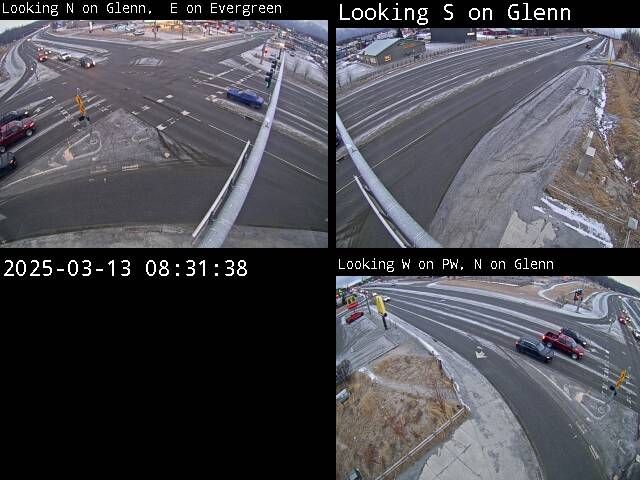 Looking N on Glenn,  E on Evergreen
Looking S on Glenn
2025-03-13 08:31:38
Looking W on PW, N on Glenn